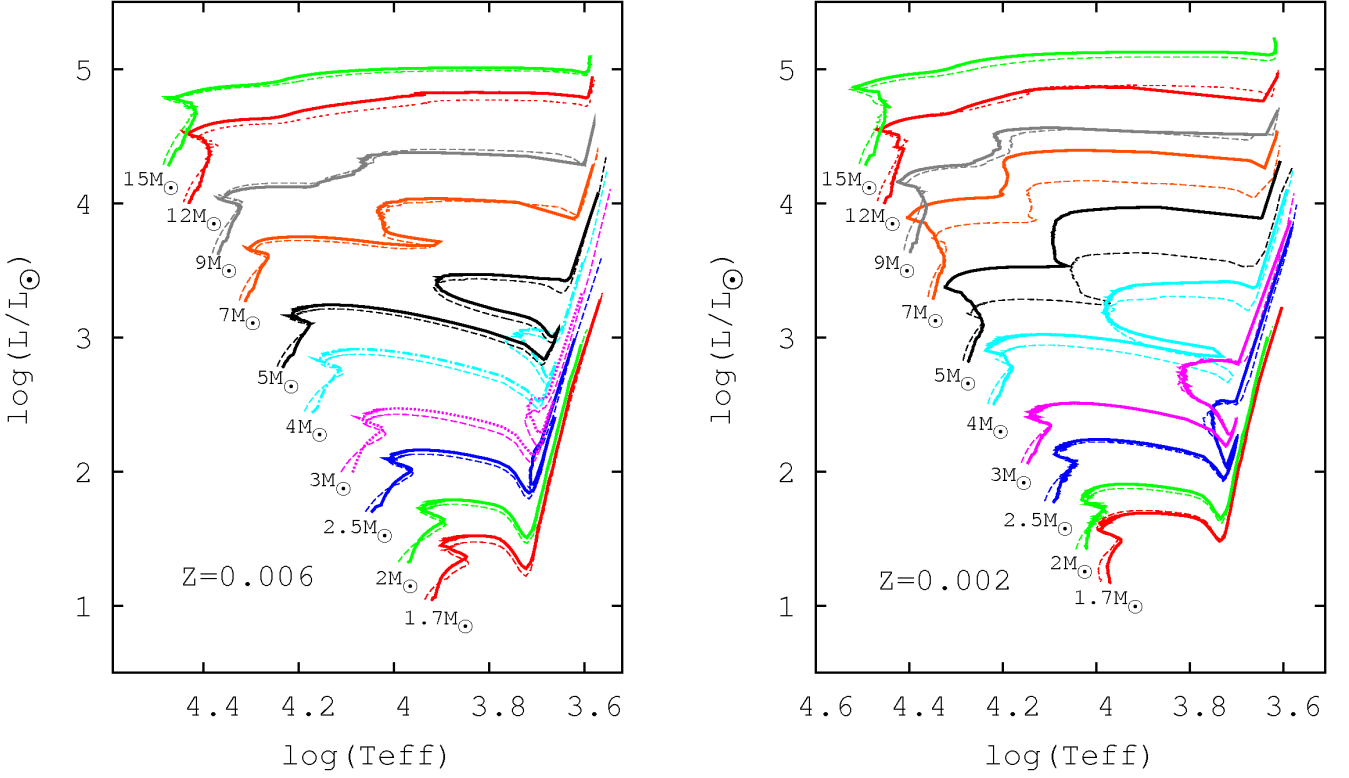 log(L/L☉)
5
4
3
2
1
15M☉
12M☉
9M☉
7M☉
5M☉
4M☉
3M☉
2.5M☉
2M☉
1.7M☉
Z=0.006
4.4 4.2 4 3.8 3.6
log(Teff)
log(L/L☉)
5
4
3
2
1
15M☉
12M☉
9M☉
7M☉
5M☉
4M☉
3M☉
2.5M☉
2M☉
1.7M☉
Z=0.002
4.6 4.4 4.2 4 3.8 3.6
log(Teff)